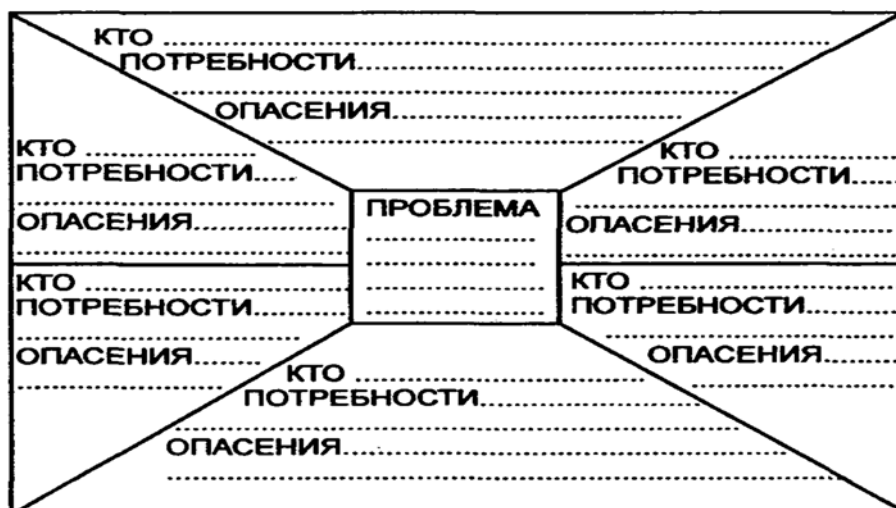 КТО ........................................................
ПОТРЕБНОСТИ....................................
........................................................
ОПАСЕНИЯ........................
........................................
КТО ....................
ПОТРЕБНОСТИ.....
................................
ОПАСЕНИЯ...............
................................
КТО ....................
ПОТРЕБНОСТИ.....
................................
ОПАСЕНИЯ...............
................................
ПРОБЛЕМА
....................
....................
....................
....................
КТО ....................
ПОТРЕБНОСТИ.......
............................
ОПАСЕНИЯ.........
....................
КТО ....................
ПОТРЕБНОСТИ.........
............................
ОПАСЕНИЯ.........
....................
КТО ................................
ПОТРЕБНОСТИ........................
................................................
ОПАСЕНИЯ........................................
........................................................